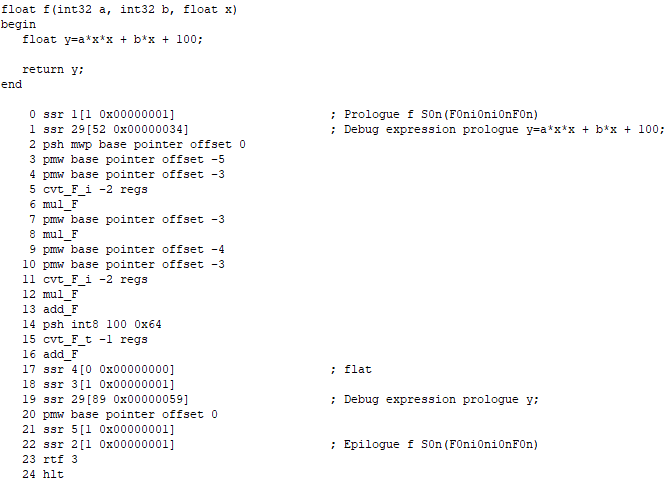 float f(int32 a, int32 b, float x)
begin
   float y=a*x*x + b*x + 100;

   return y;
end

    0 ssr 1[1 0x00000001]                          ; Prologue f S0n(F0ni0ni0nF0n)
    1 ssr 29[52 0x00000034]                        ; Debug expression prologue y=a*x*x + b*x + 100;
    2 psh mwp base pointer offset 0
    3 pmw base pointer offset -5
    4 pmw base pointer offset -3
    5 cvt_F_i -2 regs
    6 mul_F
    7 pmw base pointer offset -3
    8 mul_F
    9 pmw base pointer offset -4
   10 pmw base pointer offset -3
   11 cvt_F_i -2 regs
   12 mul_F
   13 add_F
   14 psh int8 100 0x64
   15 cvt_F_t -1 regs
   16 add_F
   17 ssr 4[0 0x00000000]                          ; flat
   18 ssr 3[1 0x00000001]
   19 ssr 29[89 0x00000059]                        ; Debug expression prologue y;
   20 pmw base pointer offset 0
   21 ssr 5[1 0x00000001]
   22 ssr 2[1 0x00000001]                          ; Epilogue f S0n(F0ni0ni0nF0n)
   23 rtf 3
   24 hlt